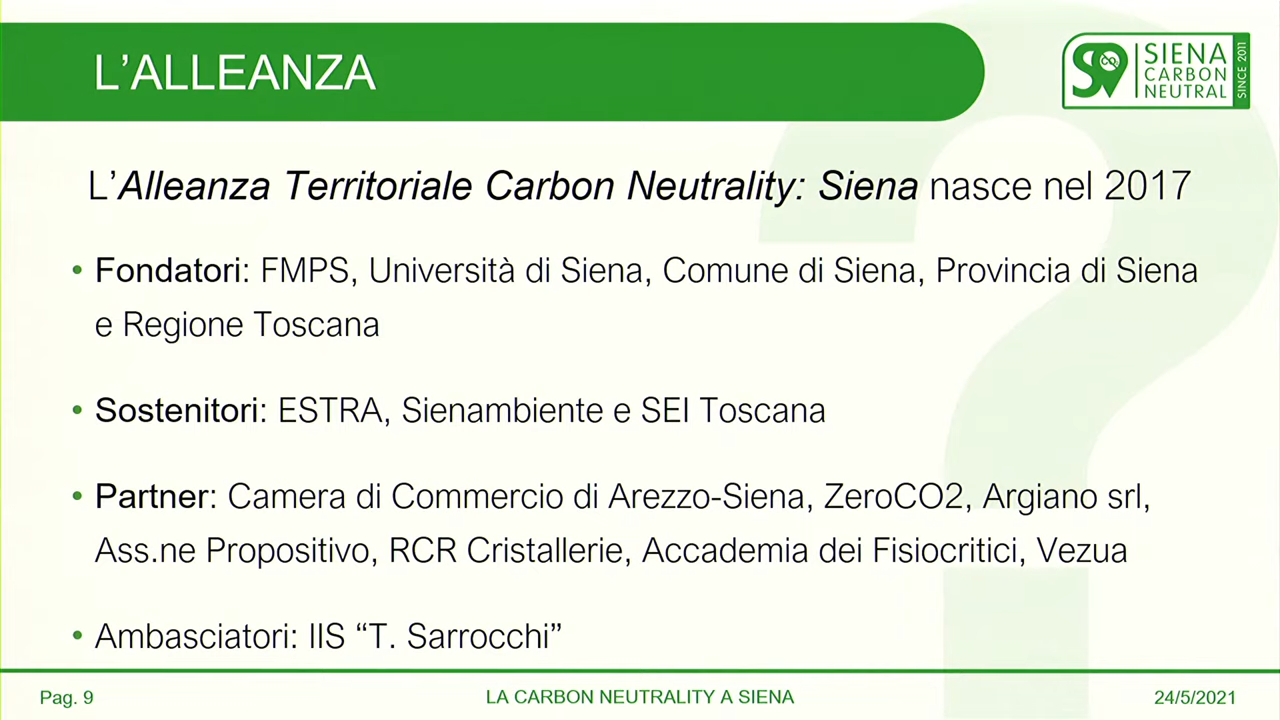 L’ALLEANZA
SIENA
CARBON
NEUTRAL
SINCE 2011
CO₂
L’Alleanza Territoriale Carbon Neutrality: Siena nasce nel 2017
• Fondatori: FMPS, Università di Siena, Comune di Siena, Provincia di Siena
e Regione Toscana
• Sostenitori: ESTRA, Sienambiente e SEI Toscana
• Partner: Camera di Commercio di Arezzo-Siena, ZeroCO2, Argiano srl,
Ass.ne Propositivo, RCR Cristallerie, Accademia dei Fisiocritici, Vezua
• Ambasciatori: IIS “T. Sarrocchi”
Pag. 9
LA CARBON NEUTRALITY A SIENA
24/5/2021